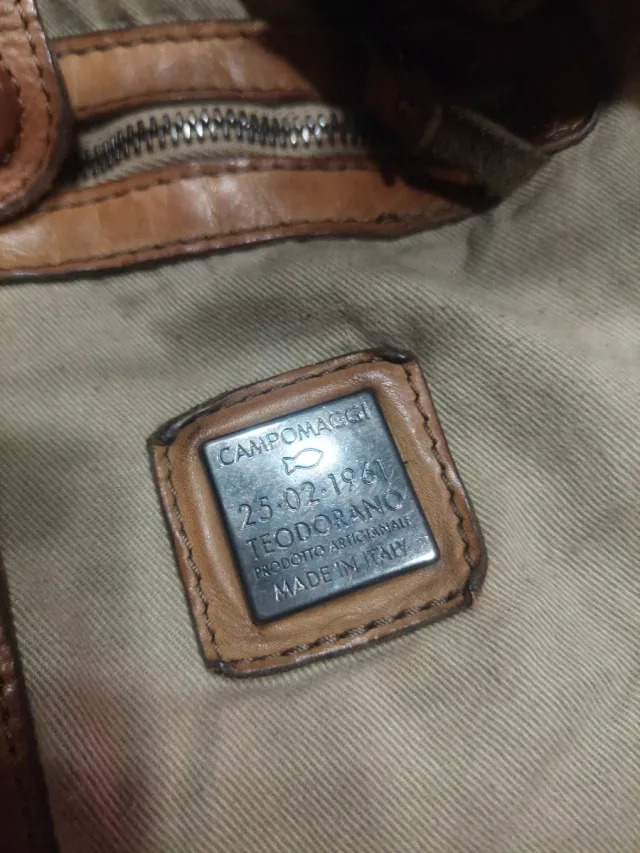 CAMPOMAGGI
25·02·1961
TEODORANO
PRODOTTO ARTIGIANALE
MADE IN ITALY